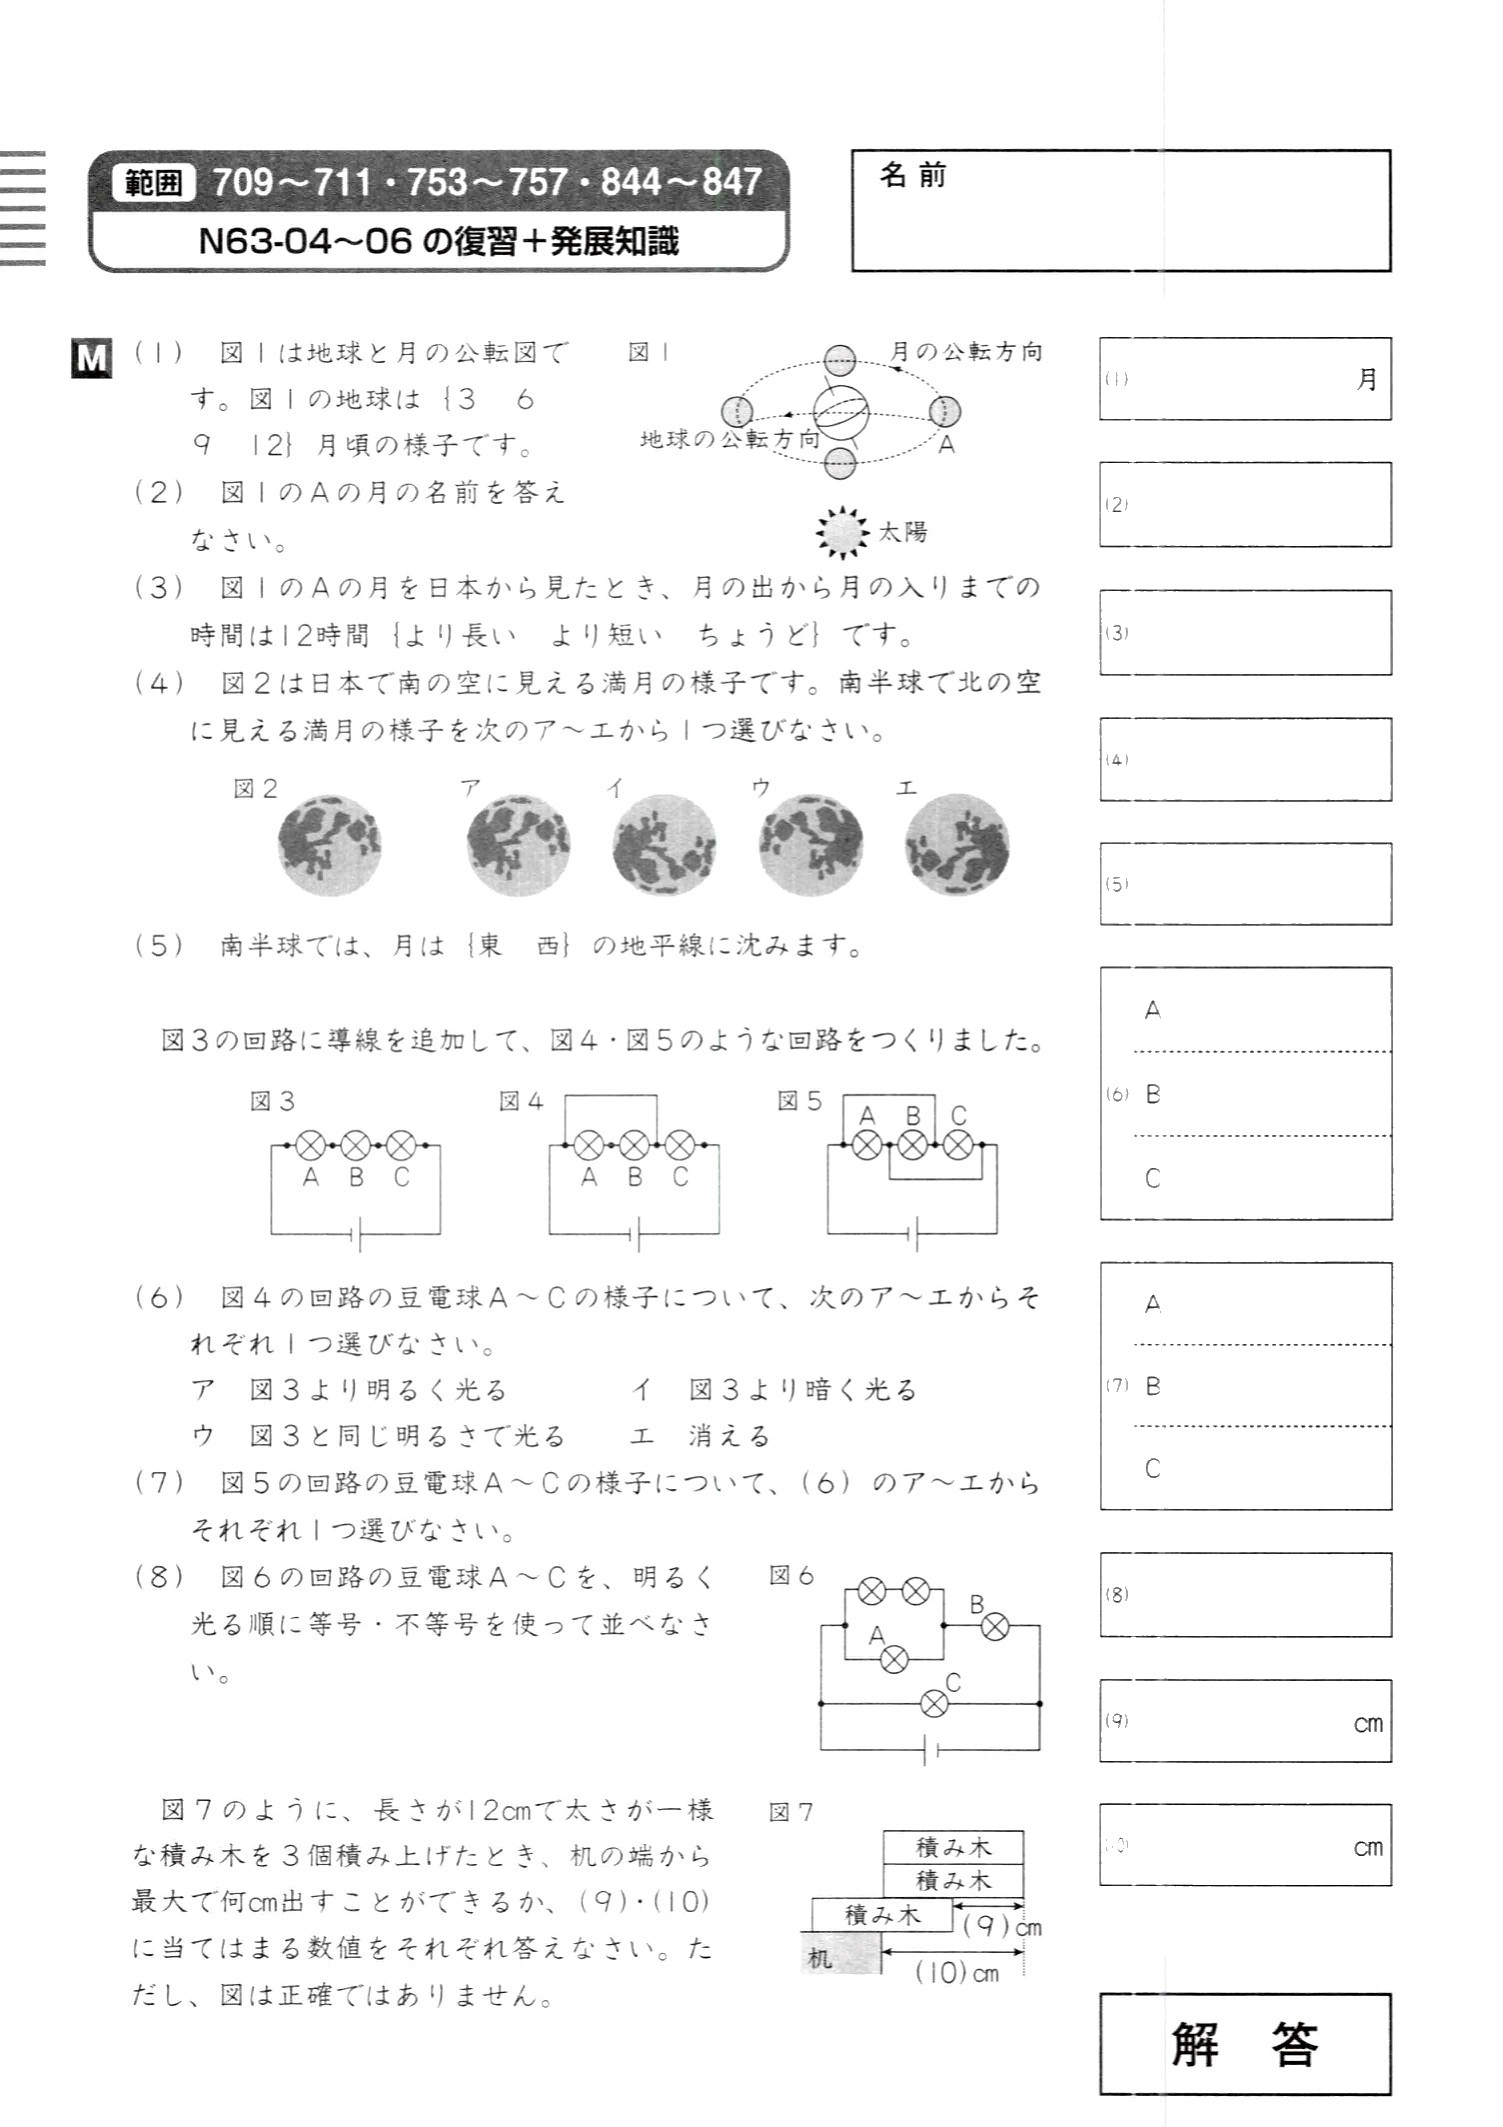 範囲 709～711・753～757・844～847
N63-04～06の復習＋発展知識
名前
M
(1) 図1は地球と月の公転図で
す。図1の地球は {3 6
9 12} 月頃の様子です。
図1
月の公転方向
地球の公転方向
A
太陽
(2) 図1のAの月の名前を答え
なさい。
(3) 図1のAの月を日本から見たとき、月の出から月の入りまでの
時間は12時間 {より長い より短い ちょうど} です。
(4) 図2は日本で南の空に見える満月の様子です。南半球で北の空
に見える満月の様子を次のア～エから1つ選びなさい。
図2 ア イ ウ エ
(5) 南半球では、月は {東 西} の地平線に沈みます。
図3の回路に導線を追加して、図4・図5のような回路をつくりました。
図3
A B C
図4
A B C
図5
A B C
(6) 図4の回路の豆電球A～Cの様子について、次のア～エからそ
れぞれ1つ選びなさい。
ア 図3より明るく光る イ 図3より暗く光る
ウ 図3と同じ明るさで光る エ 消える
(7) 図5の回路の豆電球A～Cの様子について、(6) のア～エから
それぞれ1つ選びなさい。
(8) 図6の回路の豆電球A～Cを、明るく
光る順に等号・不等号を使って並べなさ
い。
図6
B
A
C
図7のように、長さが12cmで太さが一様
な積み木を3個積み上げたとき、机の端から
最大で何cm出すことができるか、(9)・(10)
に当てはまる数値をそれぞれ答えなさい。た
だし、図は正確ではありません。
図7
積み木
積み木
積み木
(9)cm
机
(10)cm
(1) 月
(2)
(3)
(4)
(5)
A
(6) B
C
A
(7) B
C
(8)
(9) cm
cm
解答